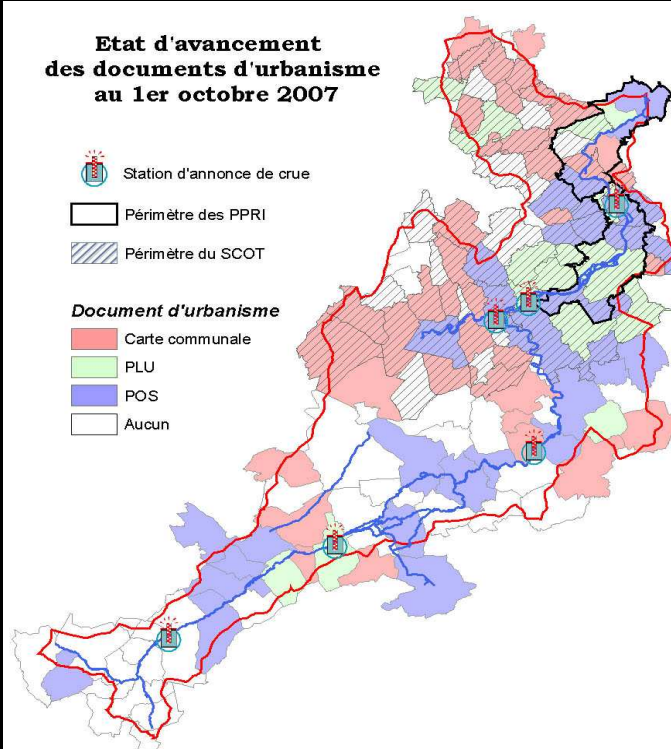 Etat d'avancement
des documents d'urbanisme
au 1er octobre 2007
Station d'annonce de crue
Périmètre des PPRI
Périmètre du SCOT
Document d'urbanisme
Carte communale
PLU
POS
Aucun